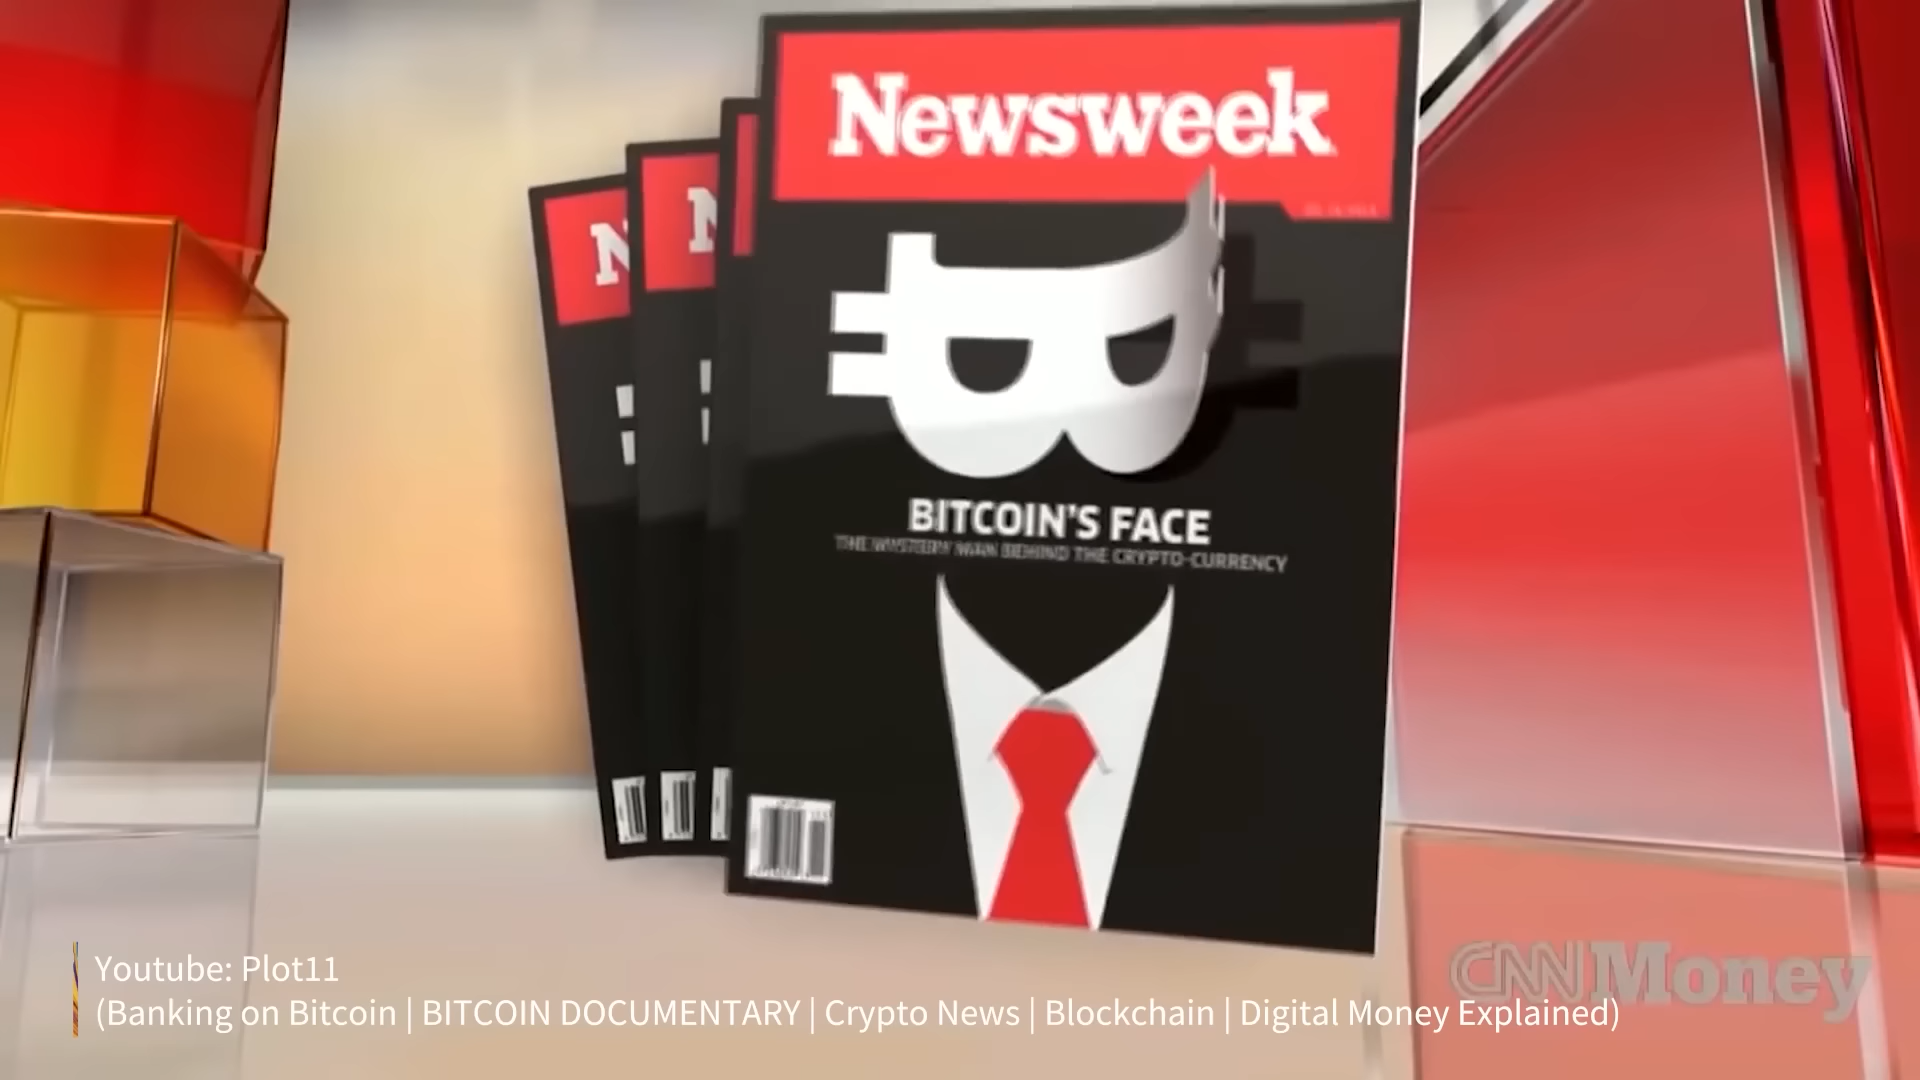 Newsweek
N
N
BITCOIN'S FACE
THE MYSTERY MAN BEHIND THE CRYPTO-CURRENCY
CNNMoney
Youtube: Plot11
(Banking on Bitcoin | BITCOIN DOCUMENTARY | Crypto News | Blockchain | Digital Money Explained)